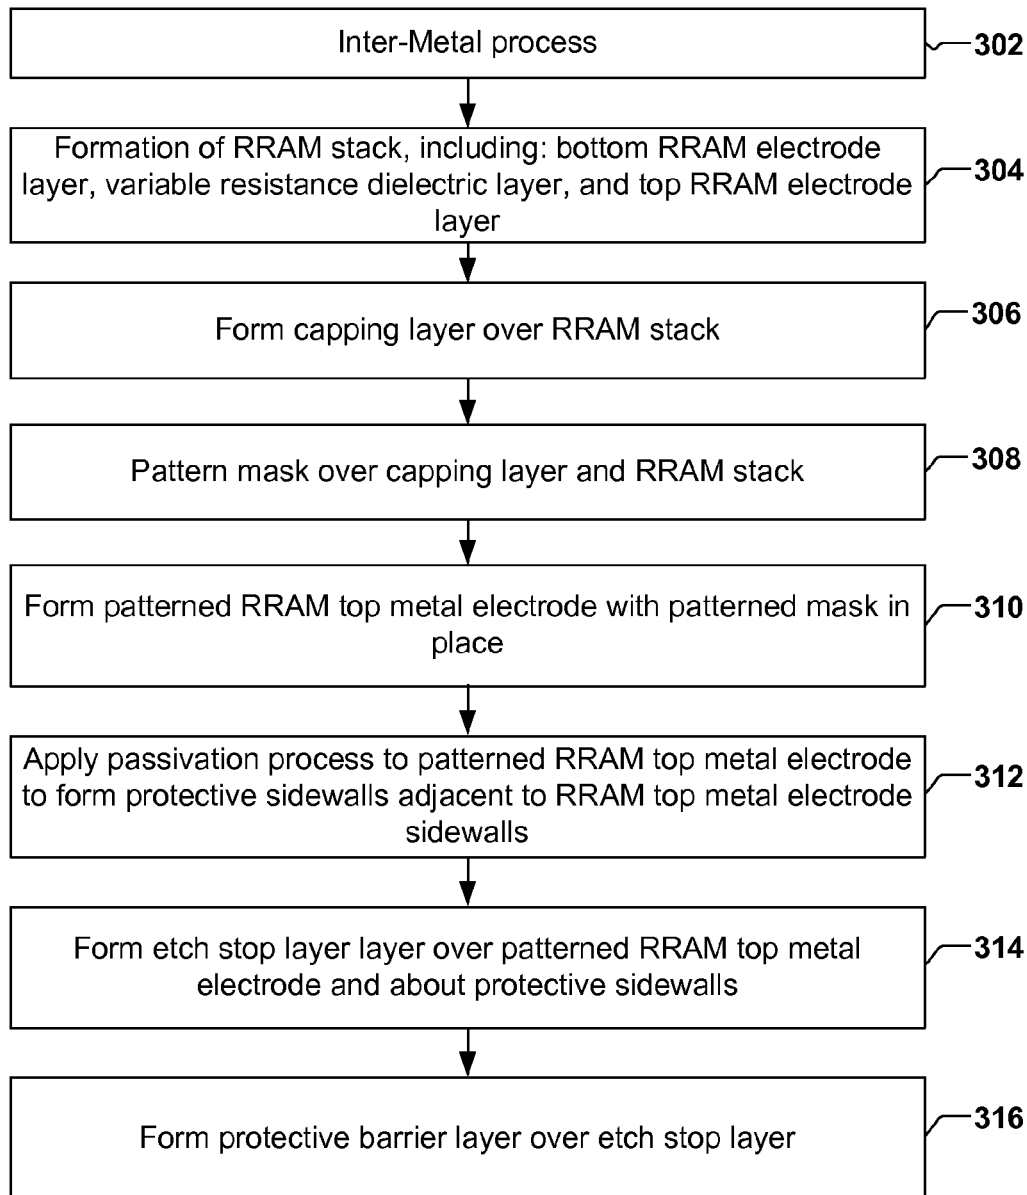 Inter-Metal process
302
Formation of RRAM stack, including: bottom RRAM electrode
layer, variable resistance dielectric layer, and top RRAM electrode
layer
304
Form capping layer over RRAM stack
306
Pattern mask over capping layer and RRAM stack
308
Form patterned RRAM top metal electrode with patterned mask in
place
310
Apply passivation process to patterned RRAM top metal electrode
to form protective sidewalls adjacent to RRAM top metal electrode
sidewalls
312
Form etch stop layer layer over patterned RRAM top metal
electrode and about protective sidewalls
314
Form protective barrier layer over etch stop layer
316